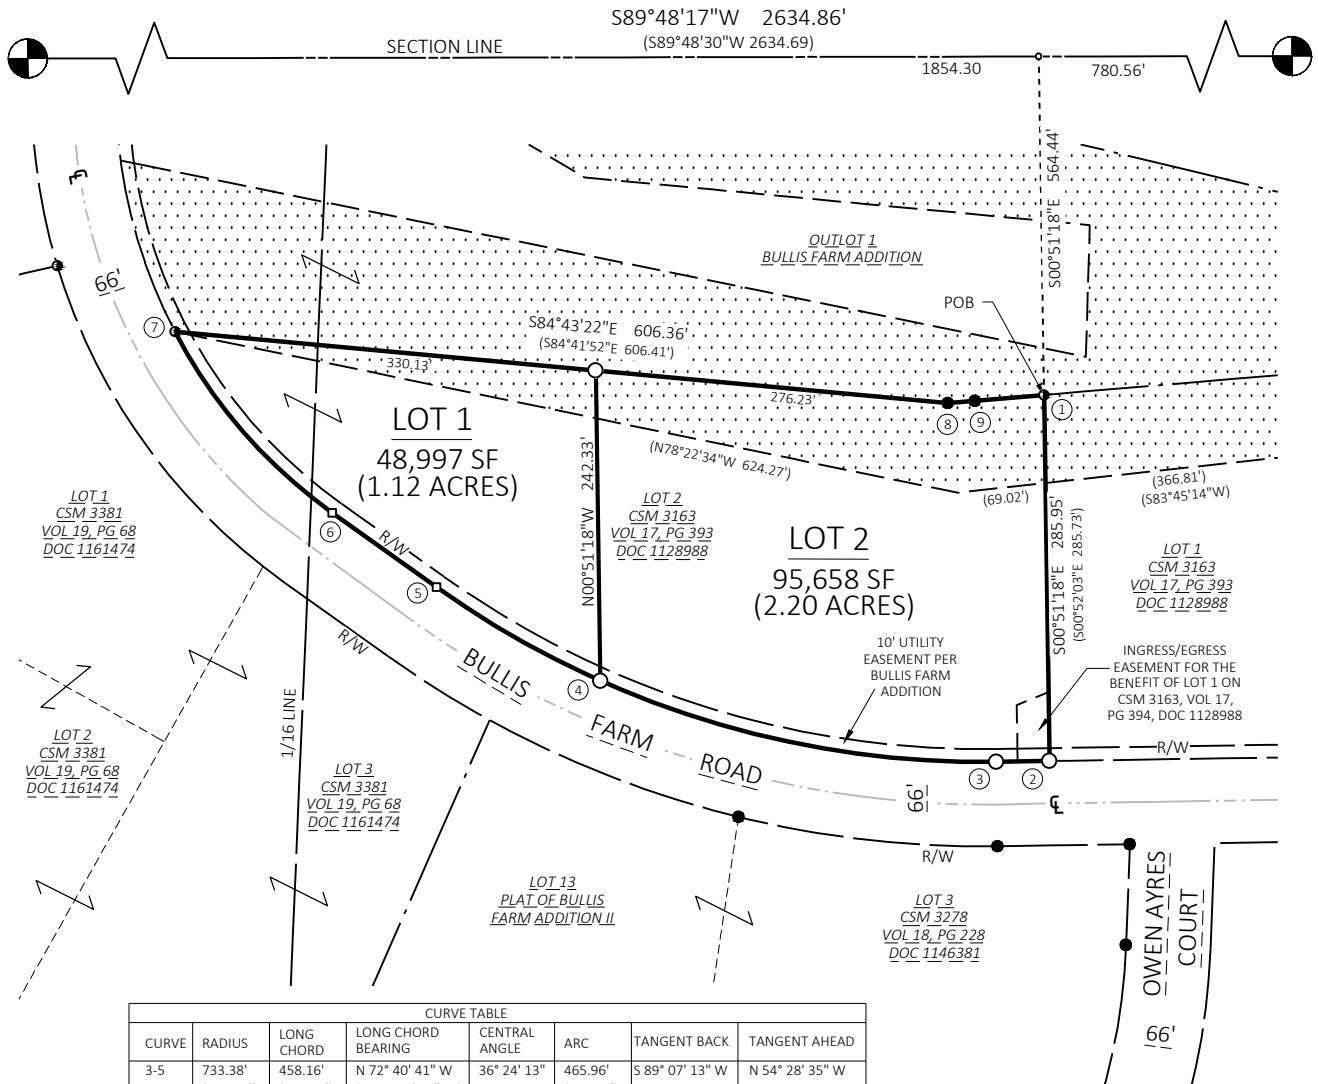 S89°48'17"W 2634.86'
(S89°48'30"W 2634.69)
SECTION LINE
1854.30
780.56'
S00°51'18"E 564.44'
66'
OUTLOT 1
BULLIS FARM ADDITION
POB
7
S84°43'22"E 606.36'
(S84°41'52"E 606.41')
330.13'
276.23'
8
9
1
LOT 1
48,997 SF
(1.12 ACRES)
N00°51'18"W 242.33'
(N78°22'34"W 624.27')
(69.02')
(366.81')
(S83°45'14"W)
LOT 1
CSM 3381
VOL 19, PG 68
DOC 1161474
LOT 2
CSM 3163
VOL 17, PG 393
DOC 1128988
LOT 2
95,658 SF
(2.20 ACRES)
S00°51'18"E 285.95'
(S00°52'03"E 285.73')
LOT 1
CSM 3163
VOL 17, PG 393
DOC 1128988
6
R/W
5
R/W
10' UTILITY
EASEMENT PER
BULLIS FARM
ADDITION
INGRESS/EGRESS
EASEMENT FOR THE
BENEFIT OF LOT 1 ON
CSM 3163, VOL 17,
PG 394, DOC 1128988
4
BULLIS FARM ROAD
1/16 LINE
R/W
3
2
66'
LOT 2
CSM 3381
VOL 19, PG 68
DOC 1161474
LOT 3
CSM 3381
VOL 19, PG 68
DOC 1161474
R/W
LOT 13
PLAT OF BULLIS
FARM ADDITION II
LOT 3
CSM 3278
VOL 18, PG 228
DOC 1146381
OWEN AYRES
COURT
66'
CURVE TABLE
CURVE RADIUS LONG CHORD LONG CHORD BEARING CENTRAL ANGLE ARC TANGENT BACK TANGENT AHEAD
3-5 733.38' 458.16' N 72° 40' 41" W 36° 24' 13" 465.96' S 89° 07' 13" W N 54° 28' 35" W